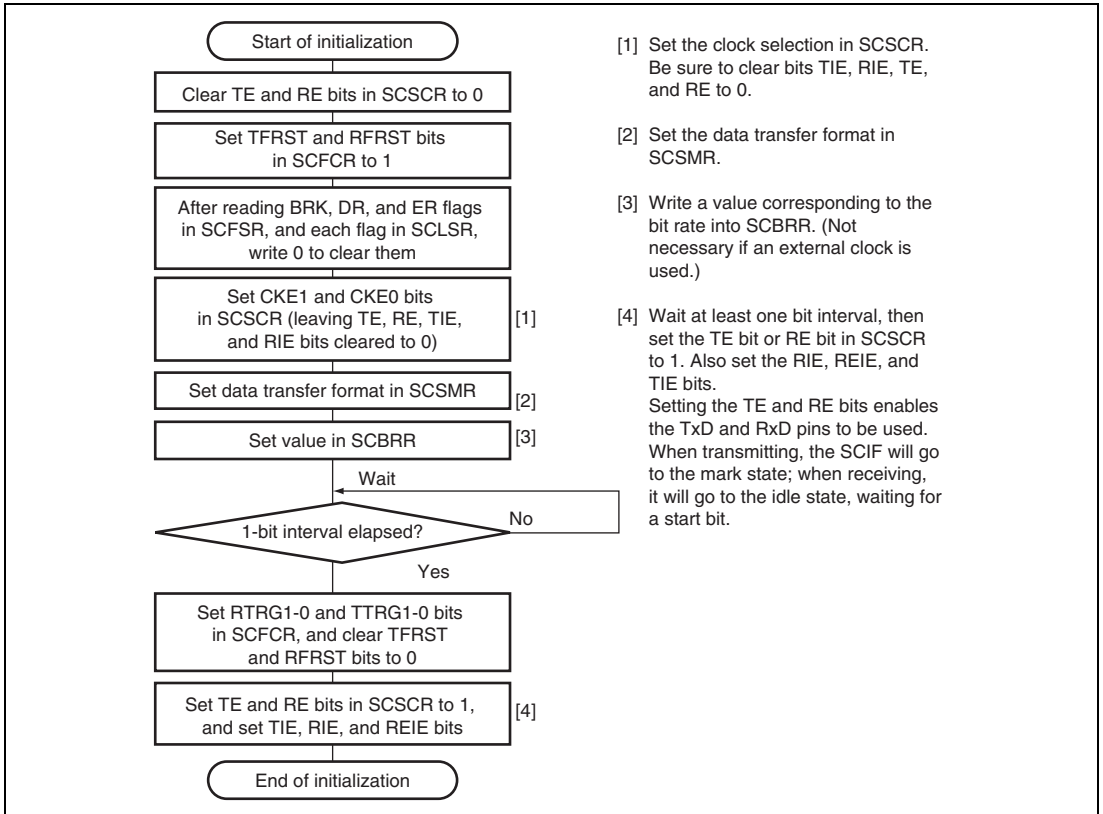 Start of initialization
Clear TE and RE bits in SCSCR to 0
Set TFRST and RFRST bits
in SCFCR to 1
After reading BRK, DR, and ER flags
in SCFSR, and each flag in SCLSR,
write 0 to clear them
Set CKE1 and CKE0 bits
in SCSCR (leaving TE, RE, TIE,
and RIE bits cleared to 0)
[1]
Set data transfer format in SCSMR
[2]
Set value in SCBRR
[3]
Wait
1-bit interval elapsed?
No
Yes
Set RTRG1-0 and TTRG1-0 bits
in SCFCR, and clear TFRST
and RFRST bits to 0
Set TE and RE bits in SCSCR to 1,
and set TIE, RIE, and REIE bits
[4]
End of initialization
[1] Set the clock selection in SCSCR.
Be sure to clear bits TIE, RIE, TE,
and RE to 0.
[2] Set the data transfer format in
SCSMR.
[3] Write a value corresponding to the
bit rate into SCBRR. (Not
necessary if an external clock is
used.)
[4] Wait at least one bit interval, then
set the TE bit or RE bit in SCSCR
to 1. Also set the RIE, REIE, and
TIE bits.
Setting the TE and RE bits enables
the TxD and RxD pins to be used.
When transmitting, the SCIF will go
to the mark state; when receiving,
it will go to the idle state, waiting for
a start bit.